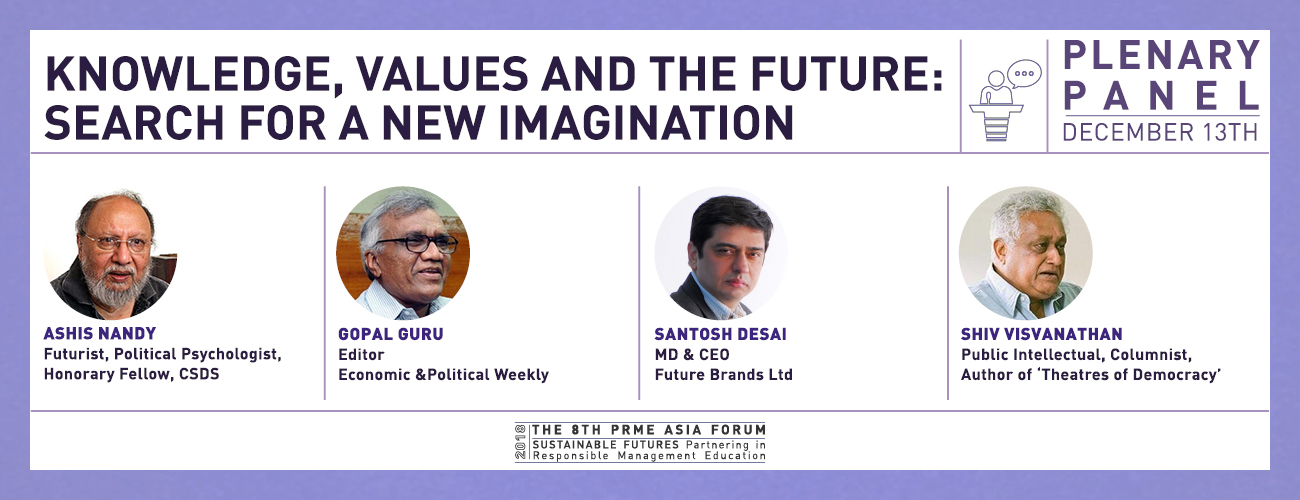 KNOWLEDGE, VALUES AND THE FUTURE:
SEARCH FOR A NEW IMAGINATION
PLENARY
PANEL
DECEMBER 13TH
ASHIS NANDY
Futurist, Political Psychologist,
Honorary Fellow, CSDS
GOPAL GURU
Editor
Economic &Political Weekly
SANTOSH DESAI
MD & CEO
Future Brands Ltd
SHIV VISVANATHAN
Public Intellectual, Columnist,
Author of ‘Theatres of Democracy’
2018
THE 8TH PRME ASIA FORUM
SUSTAINABLE FUTURES Partnering in
Responsible Management Education